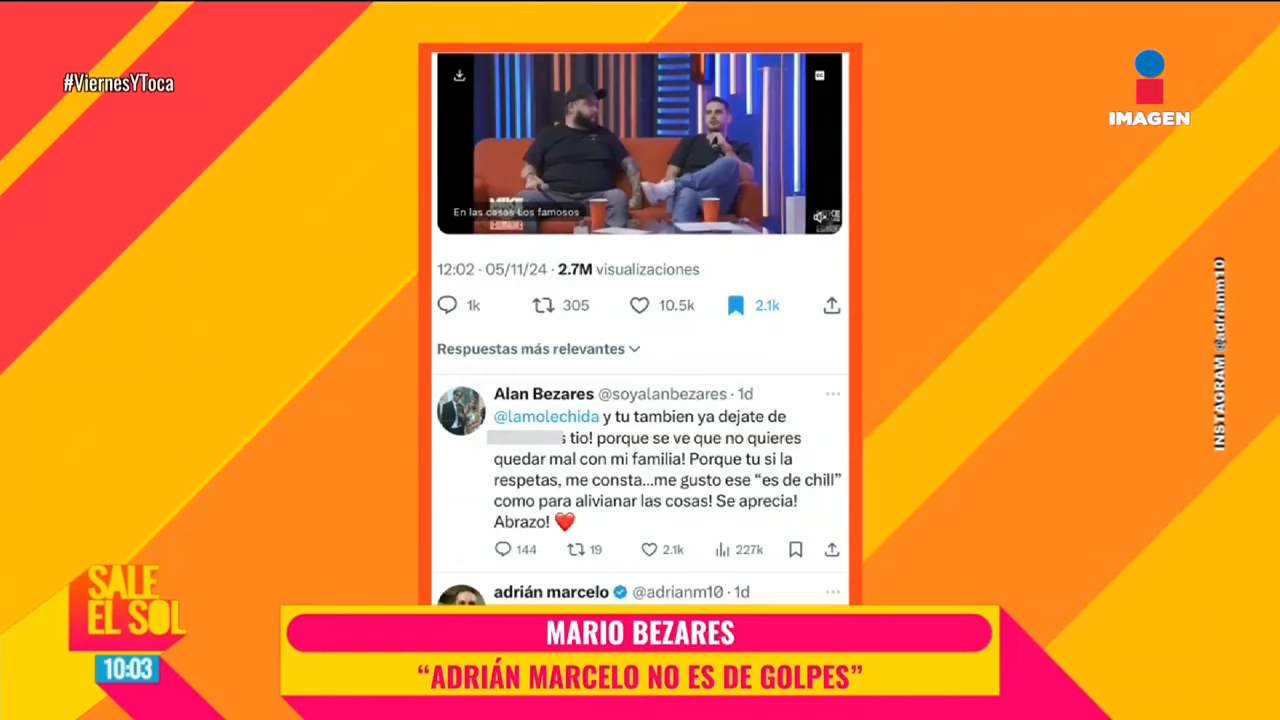 #ViernesYToca
IMAGEN
En las casas Los famosos
12:02 · 05/11/24 · 2.7M visualizaciones
1k 305 10.5k 2.1k
Respuestas más relevantes
Alan Bezares @soyalanbezares · 1d
@lamolechida y tu tambien ya dejate de
s tio! porque se ve que no quieres
quedar mal con mi familia! Porque tu si la
respetas, me consta...me gusto ese “es de chill”
como para alivianar las cosas! Se aprecia!
Abrazo! ❤️
144 19 2.1k 227k
adrián marcelo @adrianm10 · 1d
INSTAGRAM @adrianm10
SALE
EL SOL
10:03
MARIO BEZARES
“ADRIÁN MARCELO NO ES DE GOLPES”